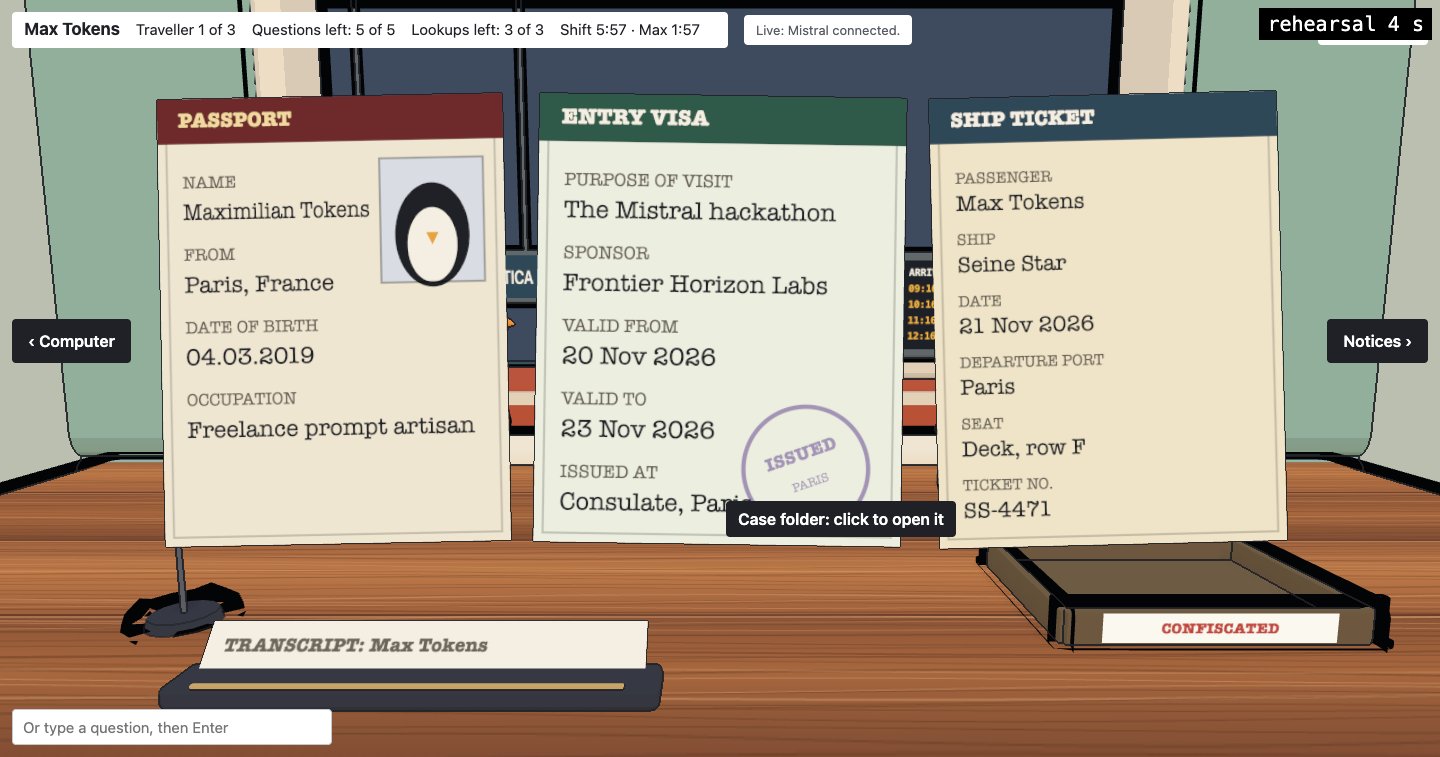 Max Tokens Traveller 1 of 3 Questions left: 5 of 5 Lookups left: 3 of 3 Shift 5:57 · Max 1:57
Live: Mistral connected.
rehearsal 4 s
PASSPORT
NAME
Maximilian Tokens
FROM
Paris, France
DATE OF BIRTH
04.03.2019
OCCUPATION
Freelance prompt artisan
ENTRY VISA
PURPOSE OF VISIT
The Mistral hackathon
SPONSOR
Frontier Horizon Labs
VALID FROM
20 Nov 2026
VALID TO
23 Nov 2026
ISSUED AT
Consulate, Paris
ISSUED
PARIS
SHIP TICKET
PASSENGER
Max Tokens
SHIP
Seine Star
DATE
21 Nov 2026
DEPARTURE PORT
Paris
SEAT
Deck, row F
TICKET NO.
SS-4471
‹ Computer
Notices ›
Case folder: click to open it
CONFISCATED
TRANSCRIPT: Max Tokens
Or type a question, then Enter